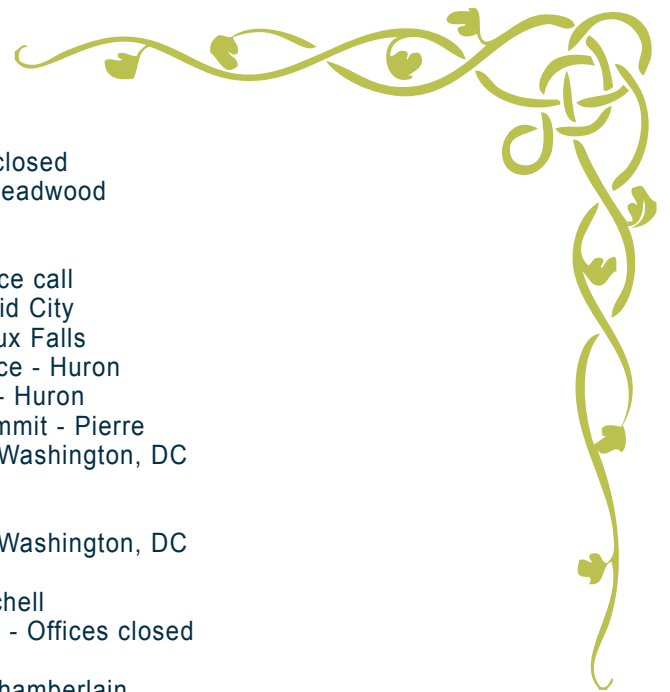 closed
eadwood
ce call
id City
ux Falls
ce - Huron
- Huron
mmit - Pierre
Washington, DC
Washington, DC
chell
- Offices closed
hamberlain